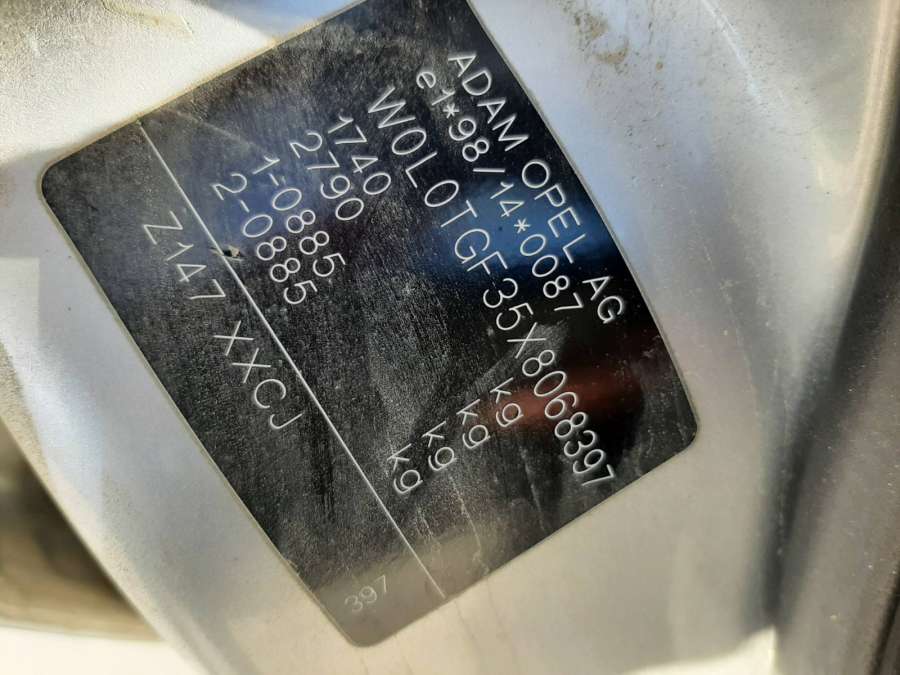 ADAM OPEL AG
e1*98/14*0087
W0L0TGF35X8068397
1740 kg
2790 kg
1-0885 kg
2-0885 kg
Z147 XXCJ
397